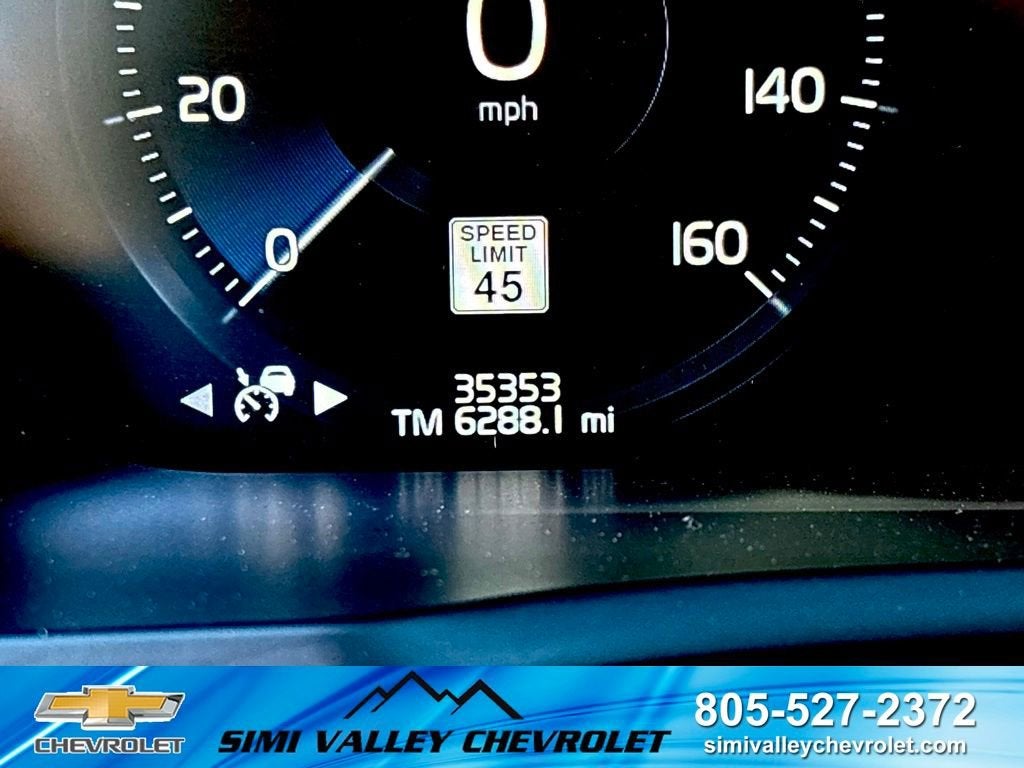 0
mph
20
140
0
160
SPEED
LIMIT
45
35353
TM 6288.1 mi
CHEVROLET
SIMI VALLEY CHEVROLET
805-527-2372
simivalleychevrolet.com